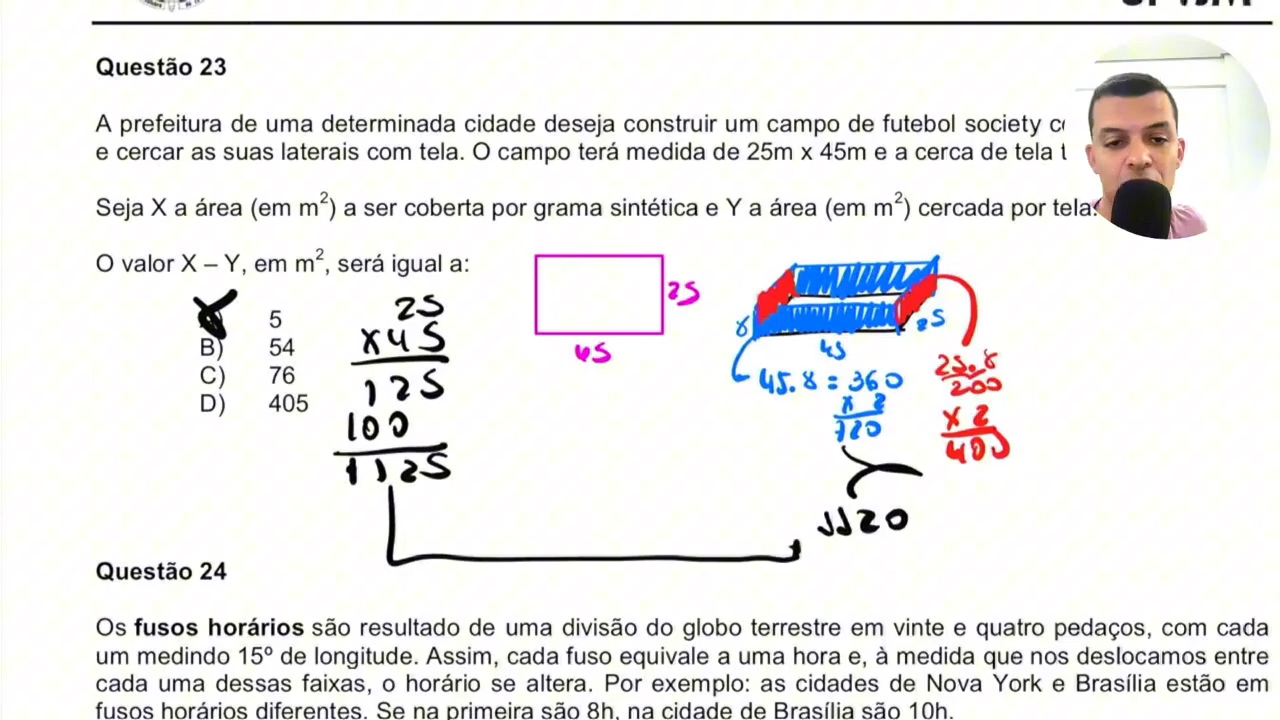 Questão 23
A prefeitura de uma determinada cidade deseja construir um campo de futebol society
e cercar as suas laterais com tela. O campo terá medida de 25m x 45m e a cerca de tela
Seja X a área (em m²) a ser coberta por grama sintética e Y a área (em m²) cercada por tela.
O valor X – Y, em m², será igual a:
5
B) 54
C) 76
D) 405
25
x45
125
100
1125
25
45
8
45
25
45.8 = 360
x 2
720
25.8
200
x 2
400
1120
Questão 24
Os fusos horários são resultado de uma divisão do globo terrestre em vinte e quatro pedaços, com cada
um medindo 15º de longitude. Assim, cada fuso equivale a uma hora e, à medida que nos deslocamos entre
cada uma dessas faixas, o horário se altera. Por exemplo: as cidades de Nova York e Brasília estão em
fusos horários diferentes. Se na primeira são 8h, na cidade de Brasília são 10h.